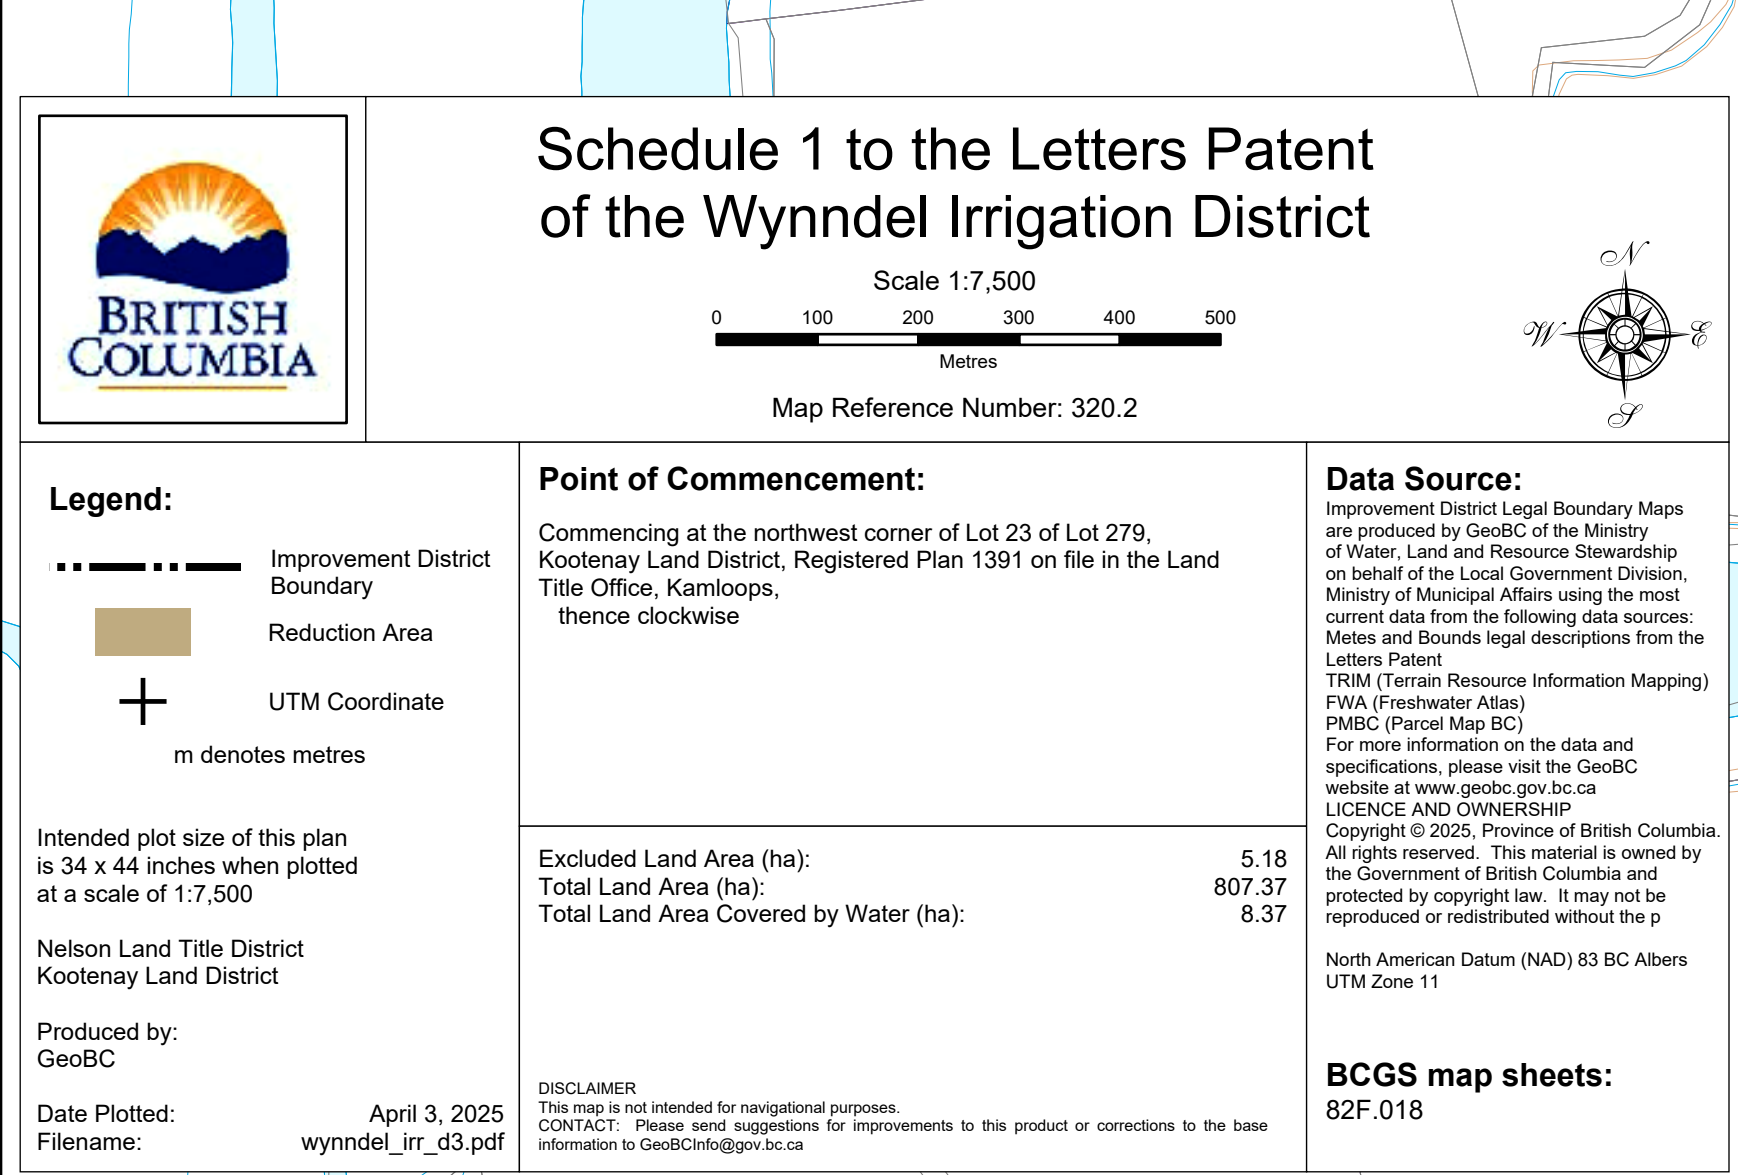 BRITISH
COLUMBIA
Schedule 1 to the Letters Patent
of the Wynndel Irrigation District
Scale 1:7,500
0 100 200 300 400 500
Metres
Map Reference Number: 320.2
N
W E
S
Legend:
Improvement District
Boundary
Reduction Area
UTM Coordinate
m denotes metres
Intended plot size of this plan
is 34 x 44 inches when plotted
at a scale of 1:7,500
Nelson Land Title District
Kootenay Land District
Produced by:
GeoBC
Date Plotted: April 3, 2025
Filename: wynndel_irr_d3.pdf
Point of Commencement:
Commencing at the northwest corner of Lot 23 of Lot 279,
Kootenay Land District, Registered Plan 1391 on file in the Land
Title Office, Kamloops,
thence clockwise
Excluded Land Area (ha): 5.18
Total Land Area (ha): 807.37
Total Land Area Covered by Water (ha): 8.37
DISCLAIMER
This map is not intended for navigational purposes.
CONTACT: Please send suggestions for improvements to this product or corrections to the base
information to GeoBCInfo@gov.bc.ca
Data Source:
Improvement District Legal Boundary Maps
are produced by GeoBC of the Ministry
of Water, Land and Resource Stewardship
on behalf of the Local Government Division,
Ministry of Municipal Affairs using the most
current data from the following data sources:
Metes and Bounds legal descriptions from the
Letters Patent
TRIM (Terrain Resource Information Mapping)
FWA (Freshwater Atlas)
PMBC (Parcel Map BC)
For more information on the data and
specifications, please visit the GeoBC
website at www.geobc.gov.bc.ca
LICENCE AND OWNERSHIP
Copyright © 2025, Province of British Columbia.
All rights reserved. This material is owned by
the Government of British Columbia and
protected by copyright law. It may not be
reproduced or redistributed without the p
North American Datum (NAD) 83 BC Albers
UTM Zone 11
BCGS map sheets:
82F.018